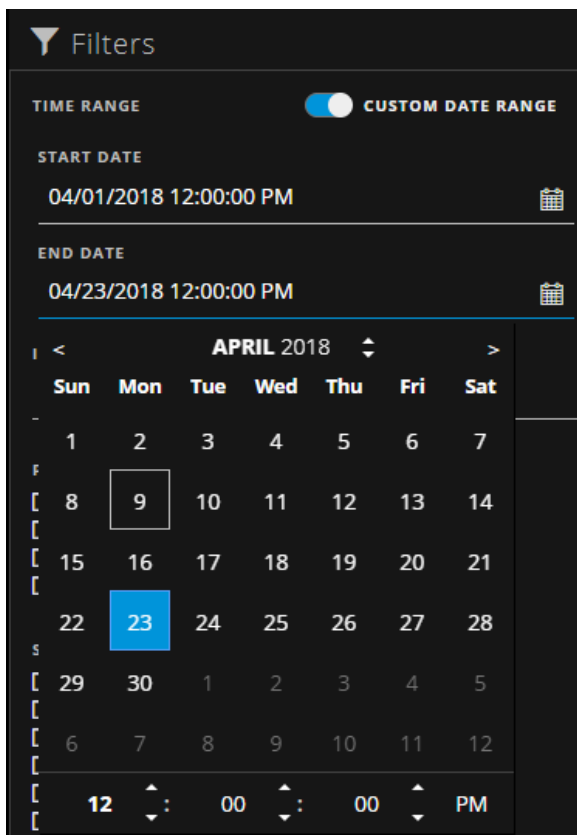 Filters
TIME RANGE CUSTOM DATE RANGE
START DATE
04/01/2018 12:00:00 PM
END DATE
04/23/2018 12:00:00 PM
< APRIL 2018 >
Sun Mon Tue Wed Thu Fri Sat
1 2 3 4 5 6 7
8 9 10 11 12 13 14
15 16 17 18 19 20 21
22 23 24 25 26 27 28
29 30 1 2 3 4 5
6 7 8 9 10 11 12
12 : 00 : 00 PM